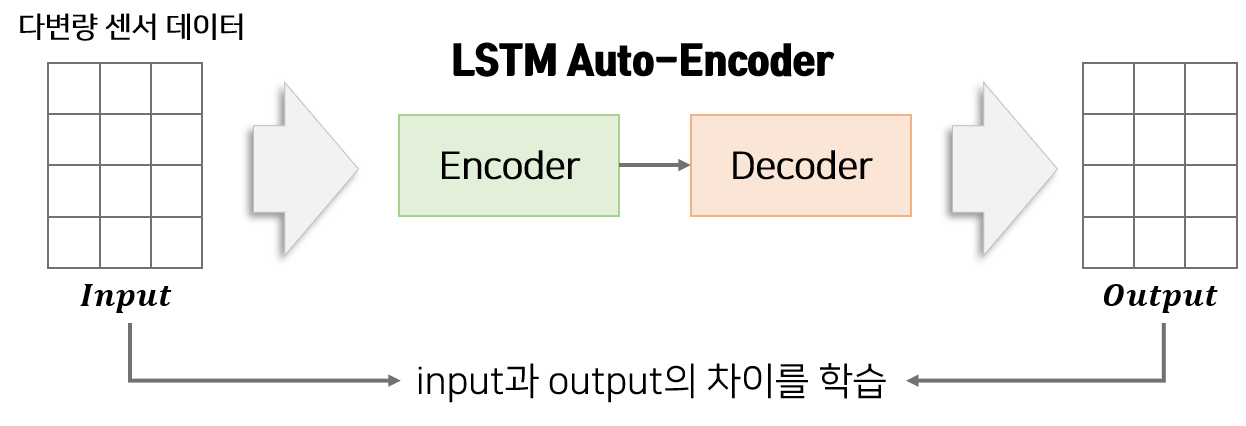 다변량 센서 데이터
LSTM Auto-Encoder
Encoder
Decoder
Input
Output
input과 output의 차이를 학습